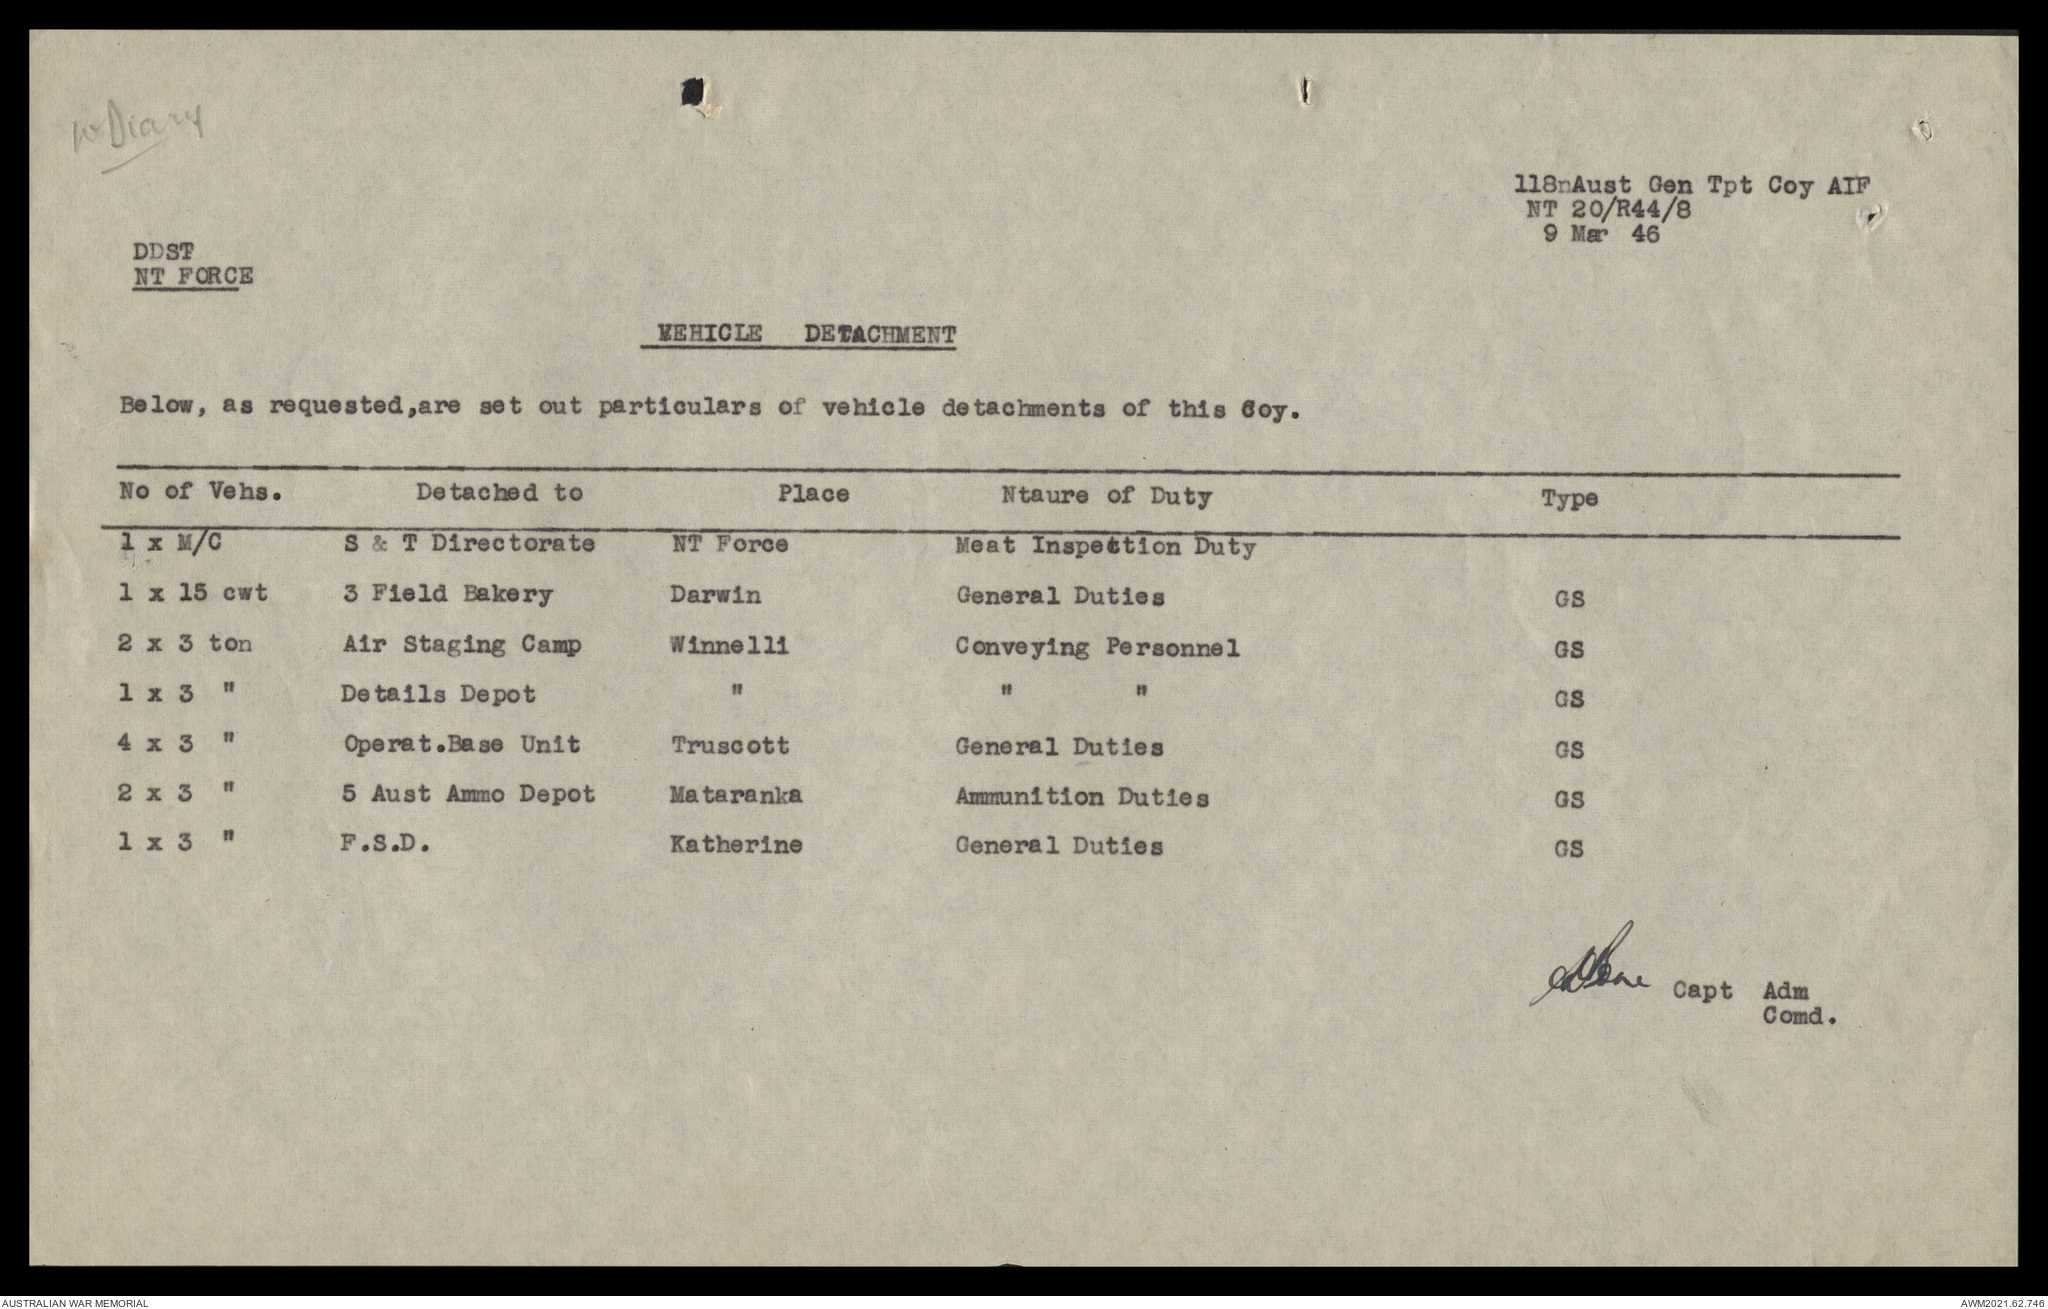 w Diary
118nAust Gen Tpt Coy AIF
NT 20/R44/8
9 Mar 46
DDST
NT FORCE
VEHICLE DETACHMENT
Below, as requested,are set out particulars of vehicle detachments of this Coy.
No of Vehs. Detached to Place Ntaure of Duty Type
1 x M/C S & T Directorate NT Force Meat Inspection Duty
1 x 15 cwt 3 Field Bakery Darwin General Duties GS
2 x 3 ton Air Staging Camp Winnelli Conveying Personnel GS
1 x 3 " Details Depot " " " GS
4 x 3 " Operat.Base Unit Truscott General Duties GS
2 x 3 " 5 Aust Ammo Depot Mataranka Ammunition Duties GS
1 x 3 " F.S.D. Katherine General Duties GS
Capt Adm
Comd.
AUSTRALIAN WAR MEMORIAL AWM2021.62.746